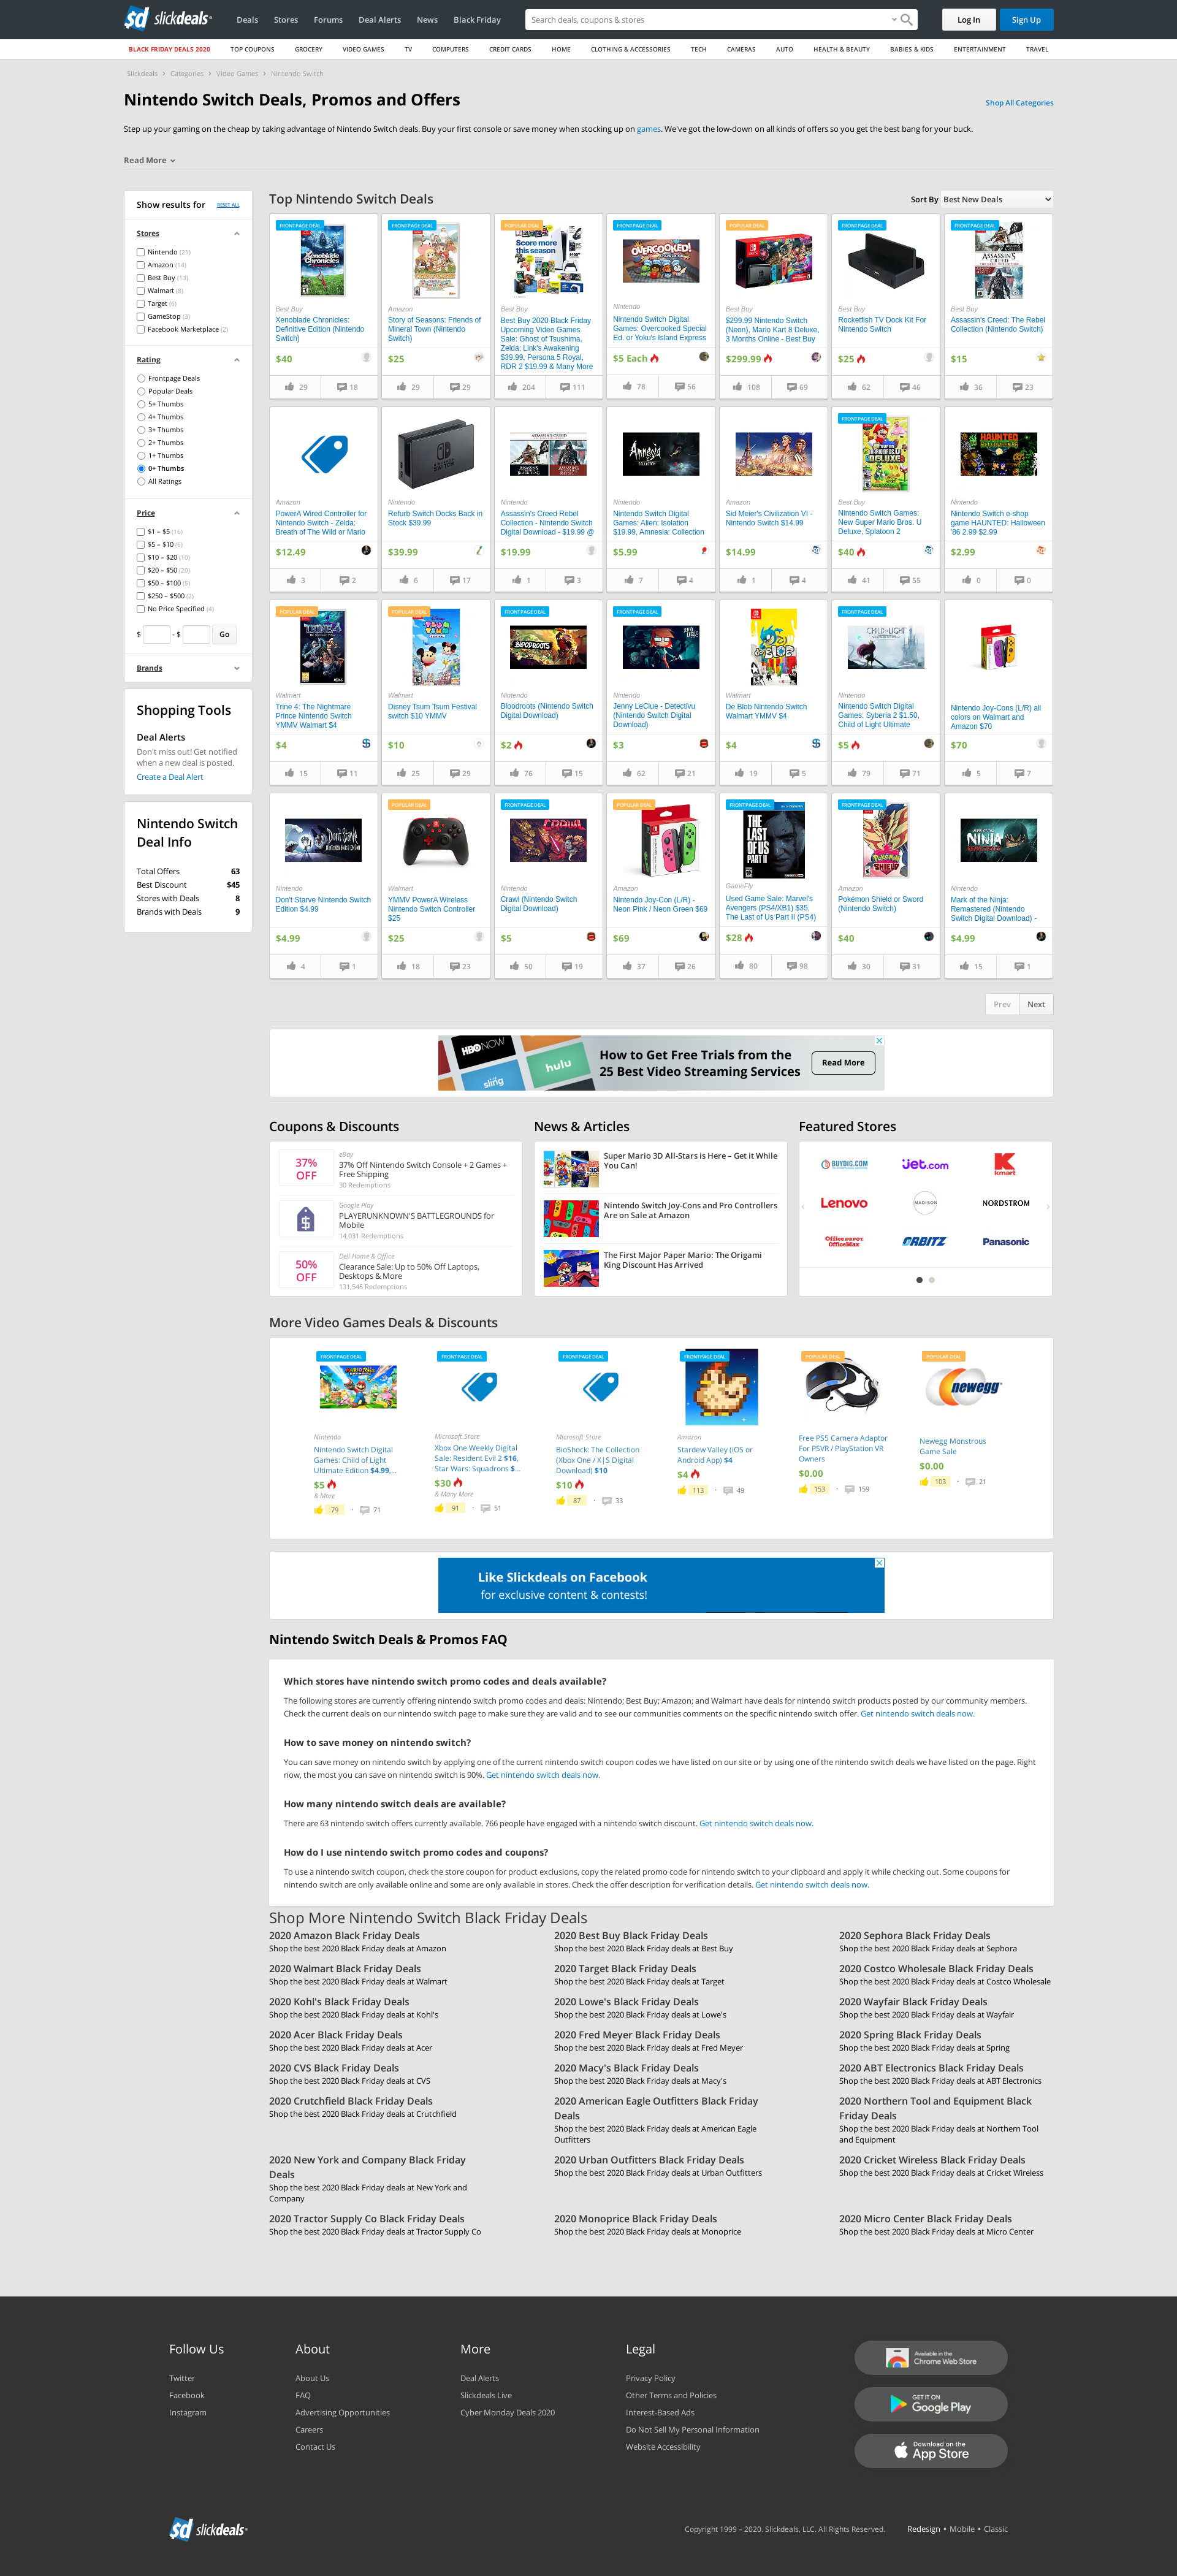 slickdeals
Deals Stores Forums Deal Alerts News Black Friday
Search deals, coupons & stores
Log In Sign Up
BLACK FRIDAY DEALS 2020 TOP COUPONS GROCERY VIDEO GAMES TV COMPUTERS CREDIT CARDS HOME CLOTHING & ACCESSORIES TECH CAMERAS AUTO HEALTH & BEAUTY BABIES & KIDS ENTERTAINMENT TRAVEL
Slickdeals › Categories › Video Games › Nintendo Switch
Nintendo Switch Deals, Promos and Offers
Shop All Categories
Step up your gaming on the cheap by taking advantage of Nintendo Switch deals. Buy your first console or save money when stocking up on games. We've got the low-down on all kinds of offers so you get the best bang for your buck.
Read More
Show results for RESET ALL
Stores
Nintendo (21)
Amazon (14)
Best Buy (13)
Walmart (8)
Target (6)
GameStop (3)
Facebook Marketplace (2)
Rating
Frontpage Deals
Popular Deals
5+ Thumbs
4+ Thumbs
3+ Thumbs
2+ Thumbs
1+ Thumbs
0+ Thumbs
All Ratings
Price
$1 – $5 (16)
$5 – $10 (6)
$10 – $20 (10)
$20 – $50 (20)
$50 – $100 (5)
$250 – $500 (2)
No Price Specified (4)
$ - $ Go
Brands
Shopping Tools
Deal Alerts
Don't miss out! Get notified
when a new deal is posted.
Create a Deal Alert
Nintendo Switch
Deal Info
Total Offers 63
Best Discount $45
Stores with Deals 8
Brands with Deals 9
Top Nintendo Switch Deals
Sort By Best New Deals
FRONTPAGE DEAL
Best Buy
Xenoblade Chronicles:
Definitive Edition (Nintendo
Switch)
$40
29 18
FRONTPAGE DEAL
Amazon
Story of Seasons: Friends of
Mineral Town (Nintendo
Switch)
$25
29 29
POPULAR DEAL
Score more
this season
Best Buy
Best Buy 2020 Black Friday
Upcoming Video Games
Sale: Ghost of Tsushima,
Zelda: Link's Awakening
$39.99, Persona 5 Royal,
RDR 2 $19.99 & Many More
204 111
FRONTPAGE DEAL
OVERCOOKED!
Nintendo
Nintendo Switch Digital
Games: Overcooked Special
Ed. or Yoku's Island Express
$5 Each
78 56
POPULAR DEAL
Best Buy
$299.99 Nintendo Switch
(Neon), Mario Kart 8 Deluxe,
3 Months Online - Best Buy
$299.99
108 69
FRONTPAGE DEAL
Best Buy
Rocketfish TV Dock Kit For
Nintendo Switch
$25
62 46
FRONTPAGE DEAL
Best Buy
Assassin's Creed: The Rebel
Collection (Nintendo Switch)
$15
36 23
Amazon
PowerA Wired Controller for
Nintendo Switch - Zelda:
Breath of The Wild or Mario
$12.49
3 2
Nintendo
Refurb Switch Docks Back in
Stock $39.99
$39.99
6 17
Nintendo
Assassin's Creed Rebel
Collection - Nintendo Switch
Digital Download - $19.99 @
$19.99
1 3
Amnesia
Nintendo
Nintendo Switch Digital
Games: Alien: Isolation
$19.99, Amnesia: Collection
$5.99
7 4
Amazon
Sid Meier's Civilization VI -
Nintendo Switch $14.99
$14.99
1 4
FRONTPAGE DEAL
Best Buy
Nintendo Switch Games:
New Super Mario Bros. U
Deluxe, Splatoon 2
$40
41 55
HAUNTED
Nintendo
Nintendo Switch e-shop
game HAUNTED: Halloween
'86 2.99 $2.99
$2.99
0 0
POPULAR DEAL
Walmart
Trine 4: The Nightmare
Prince Nintendo Switch
YMMV Walmart $4
$4
15 11
POPULAR DEAL
Walmart
Disney Tsum Tsum Festival
switch $10 YMMV
$10
25 29
FRONTPAGE DEAL
BLOODROOTS
Nintendo
Bloodroots (Nintendo Switch
Digital Download)
$2
76 15
FRONTPAGE DEAL
Nintendo
Jenny LeClue - Detectivu
(Nintendo Switch Digital
Download)
$3
62 21
Walmart
De Blob Nintendo Switch
Walmart YMMV $4
$4
19 5
FRONTPAGE DEAL
CHILD of LIGHT
Nintendo
Nintendo Switch Digital
Games: Syberia 2 $1.50,
Child of Light Ultimate
$5
79 71
Nintendo Joy-Cons (L/R) all
colors on Walmart and
Amazon $70
$70
5 7
Don't Starve
Nintendo
Don't Starve Nintendo Switch
Edition $4.99
$4.99
4 1
POPULAR DEAL
Walmart
YMMV PowerA Wireless
Nintendo Switch Controller
$25
$25
18 23
FRONTPAGE DEAL
CRAWL
Nintendo
Crawl (Nintendo Switch
Digital Download)
$5
50 19
POPULAR DEAL
Amazon
Nintendo Joy-Con (L/R) -
Neon Pink / Neon Green $69
$69
37 26
FRONTPAGE DEAL
THE LAST OF US PART II
GameFly
Used Game Sale: Marvel's
Avengers (PS4/XB1) $35,
The Last of Us Part II (PS4)
$28
80 98
FRONTPAGE DEAL
Amazon
Pokémon Shield or Sword
(Nintendo Switch)
$40
30 31
NINJA
Nintendo
Mark of the Ninja:
Remastered (Nintendo
Switch Digital Download) -
$4.99
15 1
Prev Next
HBO NOW
hulu
sling
How to Get Free Trials from the
25 Best Video Streaming Services
Read More
Coupons & Discounts
37% OFF
eBay
37% Off Nintendo Switch Console + 2 Games +
Free Shipping
30 Redemptions
Google Play
PLAYERUNKNOWN'S BATTLEGROUNDS for
Mobile
14,031 Redemptions
50% OFF
Dell Home & Office
Clearance Sale: Up to 50% Off Laptops,
Desktops & More
131,545 Redemptions
News & Articles
Super Mario 3D All-Stars is Here – Get it While
You Can!
Nintendo Switch Joy-Cons and Pro Controllers
Are on Sale at Amazon
The First Major Paper Mario: The Origami
King Discount Has Arrived
Featured Stores
BUYDIG.COM jet.com kmart
Lenovo MADISON NORDSTROM
Office DEPOT OfficeMax ORBITZ Panasonic
More Video Games Deals & Discounts
FRONTPAGE DEAL
Nintendo
Nintendo Switch Digital
Games: Child of Light
Ultimate Edition $4.99,...
$5
& More
79 · 71
FRONTPAGE DEAL
Microsoft Store
Xbox One Weekly Digital
Sale: Resident Evil 2 $16,
Star Wars: Squadrons $...
$30
& Many More
91 · 51
FRONTPAGE DEAL
Microsoft Store
BioShock: The Collection
(Xbox One / X|S Digital
Download) $10
$10
87 · 33
FRONTPAGE DEAL
Amazon
Stardew Valley (iOS or
Android App) $4
$4
113 · 49
POPULAR DEAL
Free PS5 Camera Adaptor
For PSVR / PlayStation VR
Owners
$0.00
153 · 159
POPULAR DEAL
newegg
Newegg Monstrous
Game Sale
$0.00
103 · 21
Like Slickdeals on Facebook
for exclusive content & contests!
Nintendo Switch Deals & Promos FAQ
Which stores have nintendo switch promo codes and deals available?
The following stores are currently offering nintendo switch promo codes and deals: Nintendo; Best Buy; Amazon; and Walmart have deals for nintendo switch products posted by our community members.
Check the current deals on our nintendo switch page to make sure they are valid and to see our communities comments on the specific nintendo switch offer. Get nintendo switch deals now.
How to save money on nintendo switch?
You can save money on nintendo switch by applying one of the current nintendo switch coupon codes we have listed on our site or by using one of the nintendo switch deals we have listed on the page. Right
now, the most you can save on nintendo switch is 90%. Get nintendo switch deals now.
How many nintendo switch deals are available?
There are 63 nintendo switch offers currently available. 766 people have engaged with a nintendo switch discount. Get nintendo switch deals now.
How do I use nintendo switch promo codes and coupons?
To use a nintendo switch coupon, check the store coupon for product exclusions, copy the related promo code for nintendo switch to your clipboard and apply it while checking out. Some coupons for
nintendo switch are only available online and some are only available in stores. Check the offer description for verification details. Get nintendo switch deals now.
Shop More Nintendo Switch Black Friday Deals
2020 Amazon Black Friday Deals
Shop the best 2020 Black Friday deals at Amazon
2020 Best Buy Black Friday Deals
Shop the best 2020 Black Friday deals at Best Buy
2020 Sephora Black Friday Deals
Shop the best 2020 Black Friday deals at Sephora
2020 Walmart Black Friday Deals
Shop the best 2020 Black Friday deals at Walmart
2020 Target Black Friday Deals
Shop the best 2020 Black Friday deals at Target
2020 Costco Wholesale Black Friday Deals
Shop the best 2020 Black Friday deals at Costco Wholesale
2020 Kohl's Black Friday Deals
Shop the best 2020 Black Friday deals at Kohl's
2020 Lowe's Black Friday Deals
Shop the best 2020 Black Friday deals at Lowe's
2020 Wayfair Black Friday Deals
Shop the best 2020 Black Friday deals at Wayfair
2020 Acer Black Friday Deals
Shop the best 2020 Black Friday deals at Acer
2020 Fred Meyer Black Friday Deals
Shop the best 2020 Black Friday deals at Fred Meyer
2020 Spring Black Friday Deals
Shop the best 2020 Black Friday deals at Spring
2020 CVS Black Friday Deals
Shop the best 2020 Black Friday deals at CVS
2020 Macy's Black Friday Deals
Shop the best 2020 Black Friday deals at Macy's
2020 ABT Electronics Black Friday Deals
Shop the best 2020 Black Friday deals at ABT Electronics
2020 Crutchfield Black Friday Deals
Shop the best 2020 Black Friday deals at Crutchfield
2020 American Eagle Outfitters Black Friday
Deals
Shop the best 2020 Black Friday deals at American Eagle
Outfitters
2020 Northern Tool and Equipment Black
Friday Deals
Shop the best 2020 Black Friday deals at Northern Tool
and Equipment
2020 New York and Company Black Friday
Deals
Shop the best 2020 Black Friday deals at New York and
Company
2020 Urban Outfitters Black Friday Deals
Shop the best 2020 Black Friday deals at Urban Outfitters
2020 Cricket Wireless Black Friday Deals
Shop the best 2020 Black Friday deals at Cricket Wireless
2020 Tractor Supply Co Black Friday Deals
Shop the best 2020 Black Friday deals at Tractor Supply Co
2020 Monoprice Black Friday Deals
Shop the best 2020 Black Friday deals at Monoprice
2020 Micro Center Black Friday Deals
Shop the best 2020 Black Friday deals at Micro Center
Follow Us
Twitter
Facebook
Instagram
About
About Us
FAQ
Advertising Opportunities
Careers
Contact Us
More
Deal Alerts
Slickdeals Live
Cyber Monday Deals 2020
Legal
Privacy Policy
Other Terms and Policies
Interest-Based Ads
Do Not Sell My Personal Information
Website Accessibility
Available in the
Chrome Web Store
GET IT ON
Google Play
Download on the
App Store
slickdeals
Copyright 1999 – 2020. Slickdeals, LLC. All Rights Reserved. Redesign • Mobile • Classic